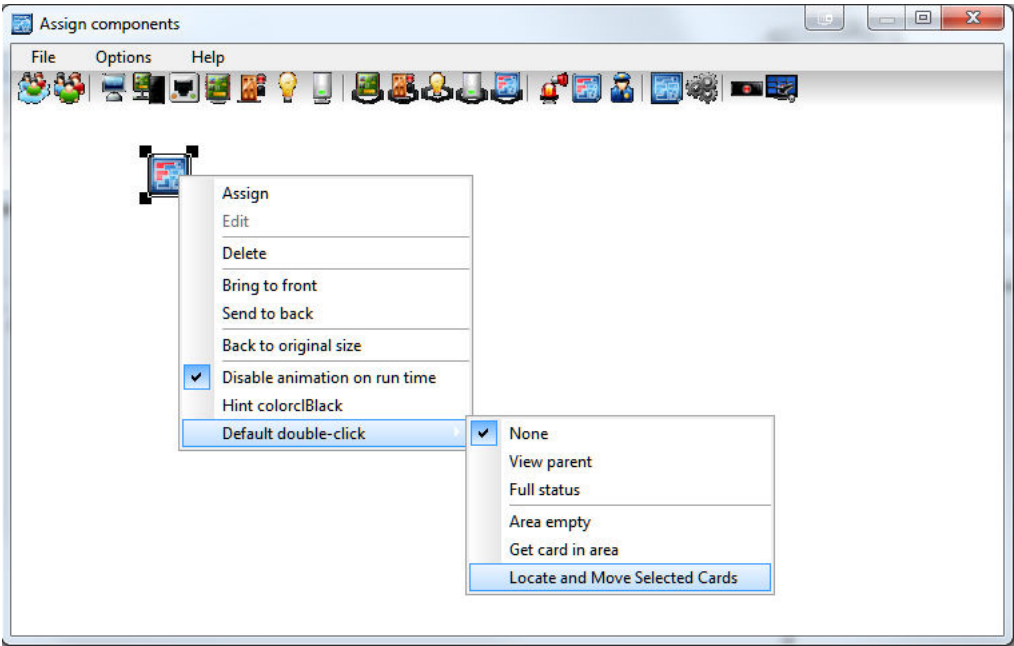 Assign components
File Options Help
Assign
Edit
Delete
Bring to front
Send to back
Back to original size
Disable animation on run time
Hint colorclBlack
Default double-click
None
View parent
Full status
Area empty
Get card in area
Locate and Move Selected Cards